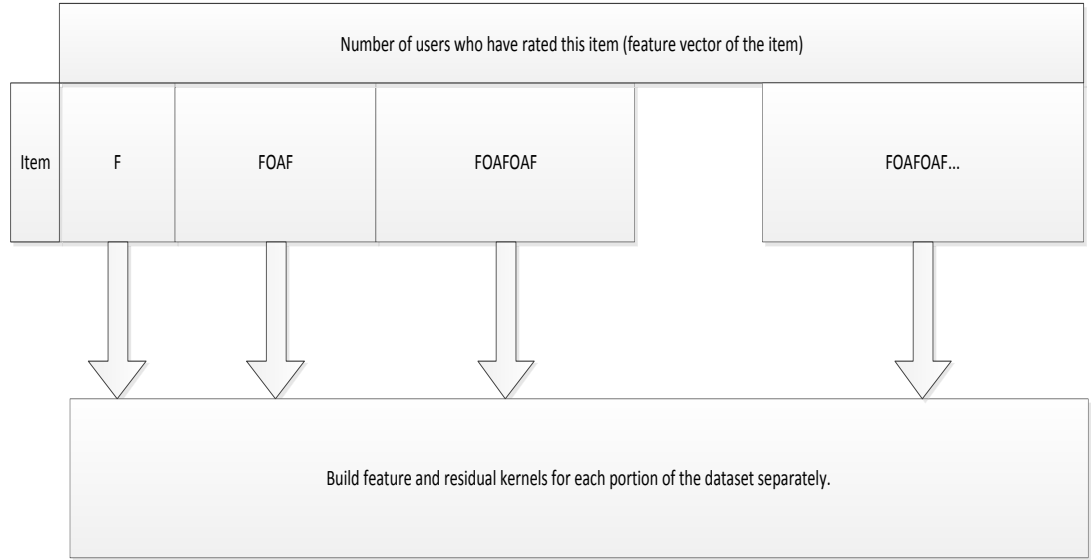 Number of users who have rated this item (feature vector of the item)
Item
F
FOAF
FOAFOAF
FOAFOAF...
Build feature and residual kernels for each portion of the dataset separately.